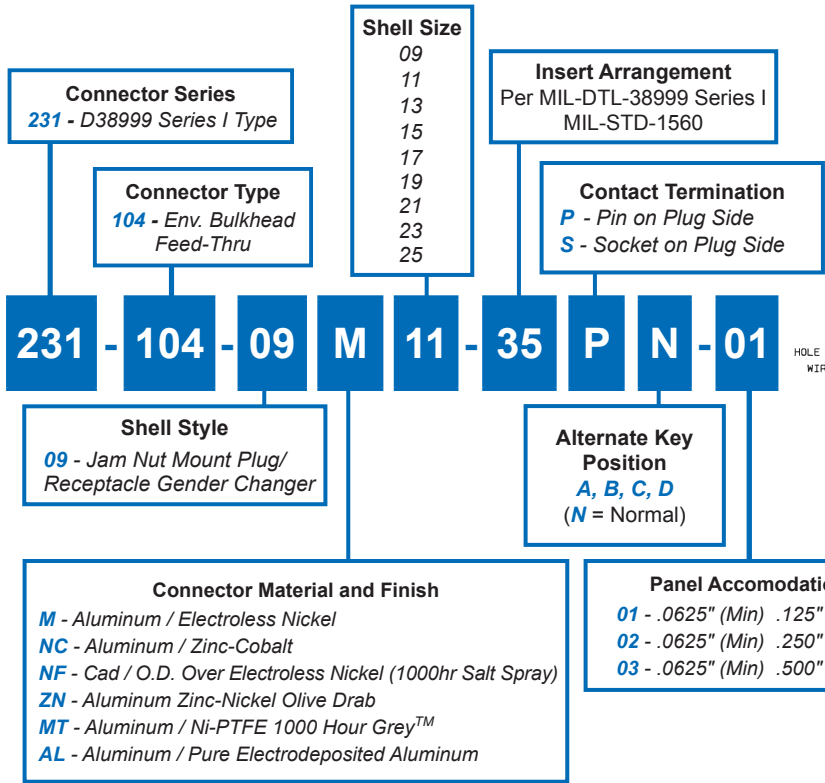 Shell Size
09
11
13
15
17
19
21
23
25
Connector Series
231 - D38999 Series I Type
Insert Arrangement
Per MIL-DTL-38999 Series I
MIL-STD-1560
Connector Type
104 - Env. Bulkhead
Feed-Thru
Contact Termination
P - Pin on Plug Side
S - Socket on Plug Side
231 - 104 - 09 M 11 - 35 P N - 01
HOLE
Shell Style
09 - Jam Nut Mount Plug/
Receptacle Gender Changer
Alternate Key
Position
A, B, C, D
(N = Normal)
Connector Material and Finish
M - Aluminum / Electroless Nickel
NC - Aluminum / Zinc-Cobalt
NF - Cad / O.D. Over Electroless Nickel (1000hr Salt Spray)
ZN - Aluminum Zinc-Nickel Olive Drab
MT - Aluminum / Ni-PTFE 1000 Hour Grey™
AL - Aluminum / Pure Electrodeposited Aluminum
Panel
01 - .0625" (Min) .125"
02 - .0625" (Min) .250"
03 - .0625" (Min) .500"